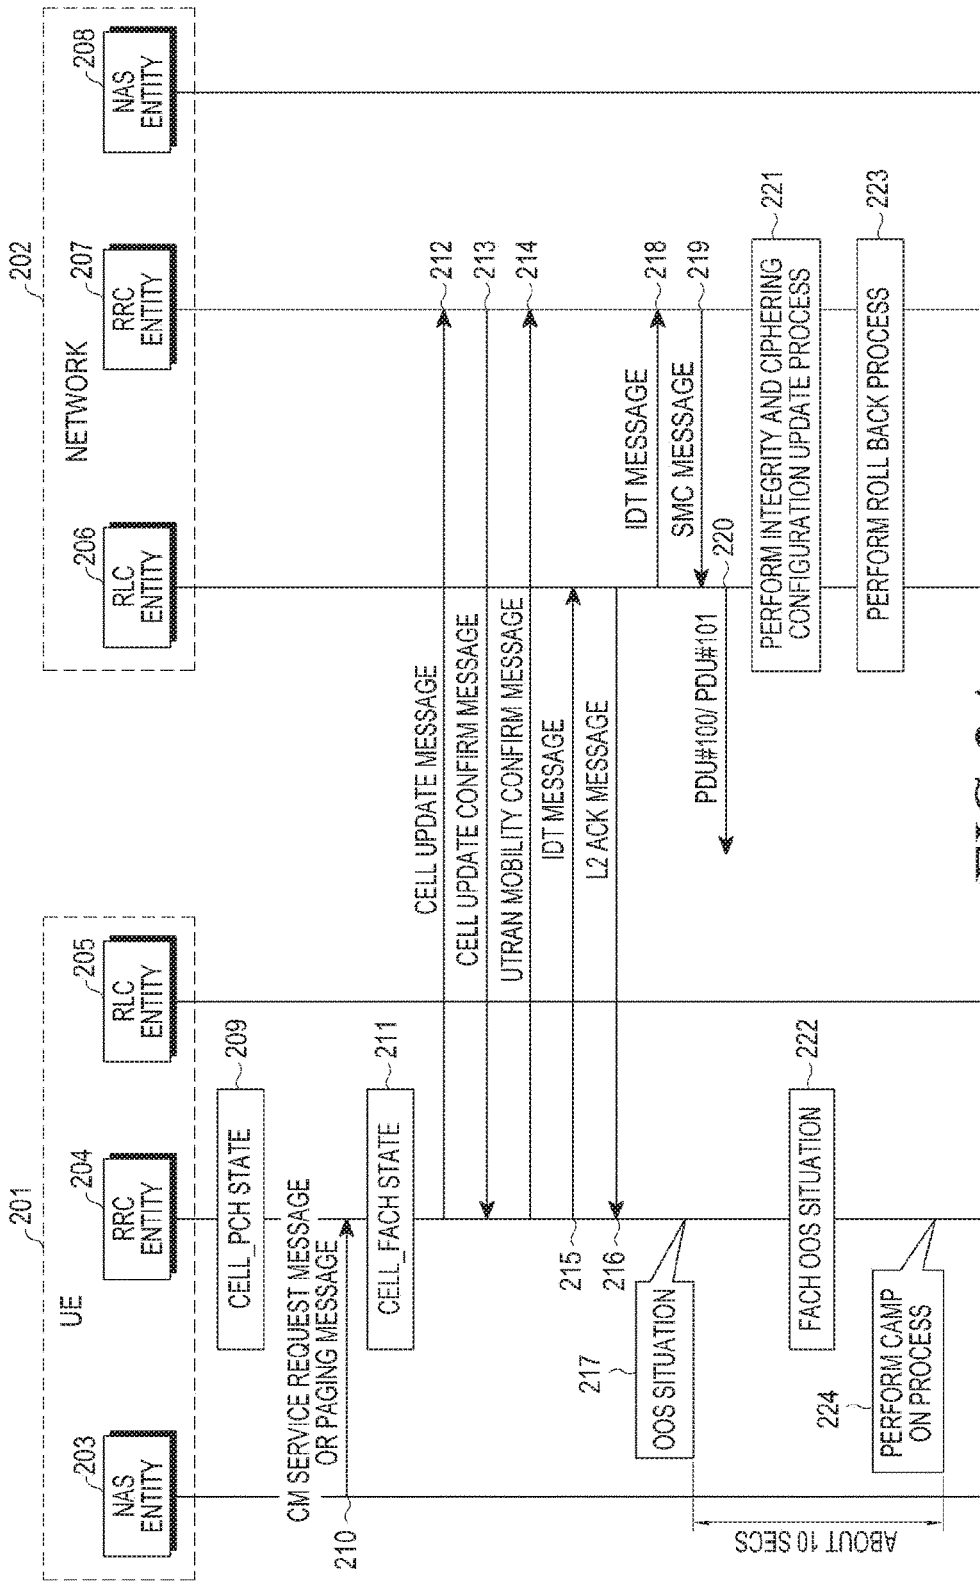 201
UE
203
NAS
ENTITY
204
RRC
ENTITY
205
RLC
ENTITY
202
NETWORK
206
RLC
ENTITY
207
RRC
ENTITY
208
NAS
ENTITY
CELL_PCH STATE
209
CM SERVICE REQUEST MESSAGE
OR PAGING MESSAGE
210
CELL_FACH STATE
211
CELL UPDATE MESSAGE
212
CELL UPDATE CONFIRM MESSAGE
213
UTRAN MOBILITY CONFIRM MESSAGE
214
215
IDT MESSAGE
216
L2 ACK MESSAGE
217
OOS SITUATION
IDT MESSAGE
218
SMC MESSAGE
219
220
PDU#100/ PDU#101
PERFORM INTEGRITY AND CIPHERING
CONFIGURATION UPDATE PROCESS
221
FACH OOS SITUATION
222
PERFORM ROLL BACK PROCESS
223
224
PERFORM CAMP
ON PROCESS
ABOUT 10 SECS